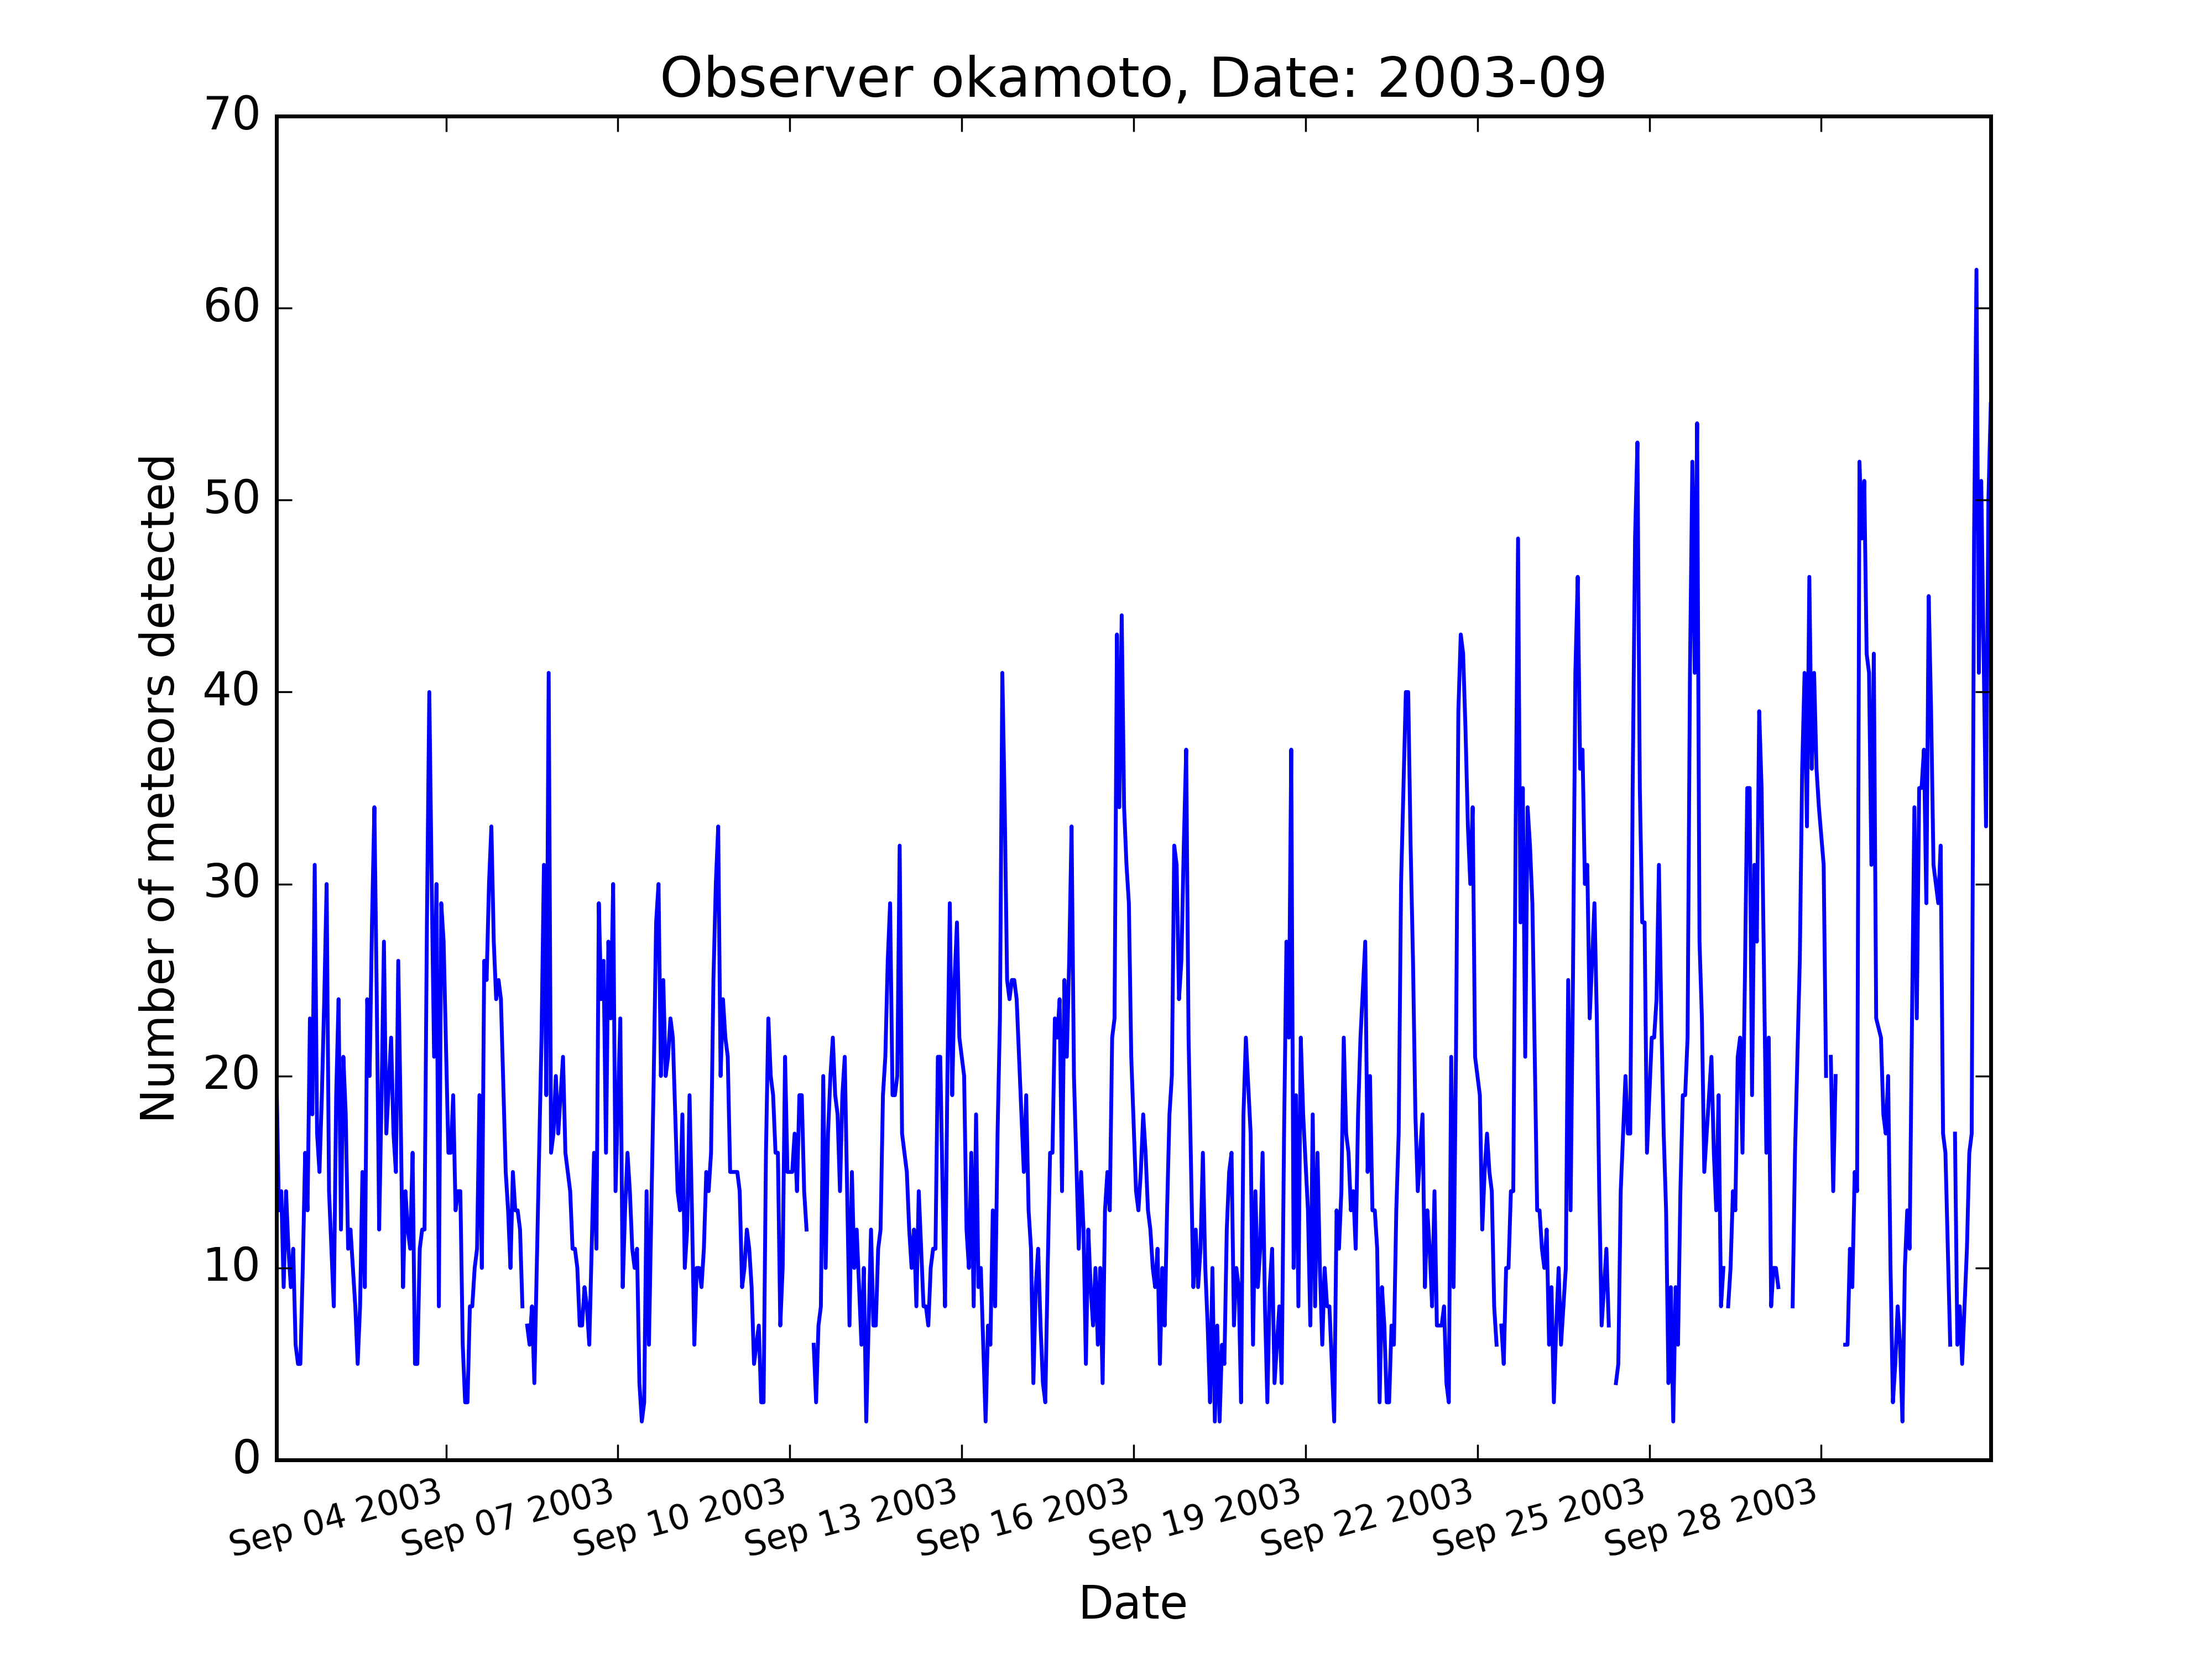 Observer okamoto, Date: 2003-09
70
60
50
40
30
20
10
0
Number of meteors detected
Sep 04 2003
Sep 07 2003
Sep 10 2003
Sep 13 2003
Sep 16 2003
Sep 19 2003
Sep 22 2003
Sep 25 2003
Sep 28 2003
Date